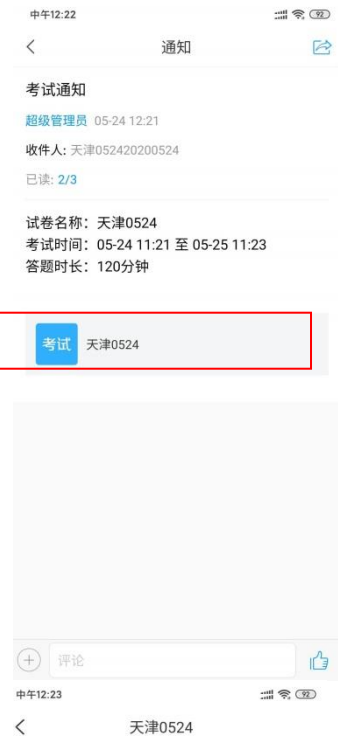 中午12:22
92
通知
考试通知
超级管理员 05-24 12:21
收件人: 天津052420200524
已读: 2/3
试卷名称：天津0524
考试时间：05-24 11:21 至 05-25 11:23
答题时长：120分钟
考试 天津0524
评论
中午12:23
92
天津0524